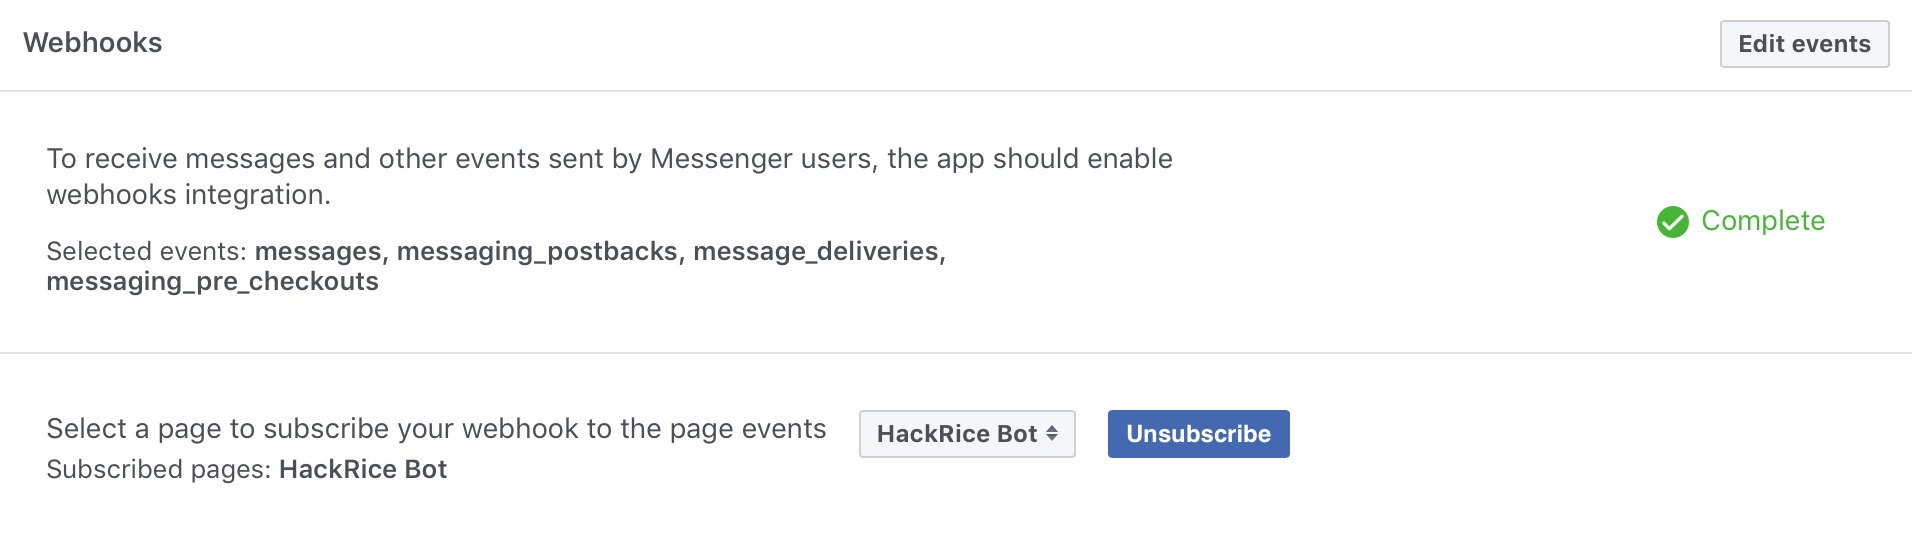 Webhooks
Edit events
To receive messages and other events sent by Messenger users, the app should enable
webhooks integration.
Complete
Selected events: messages, messaging_postbacks, message_deliveries,
messaging_pre_checkouts
Select a page to subscribe your webhook to the page events
HackRice Bot
Unsubscribe
Subscribed pages: HackRice Bot